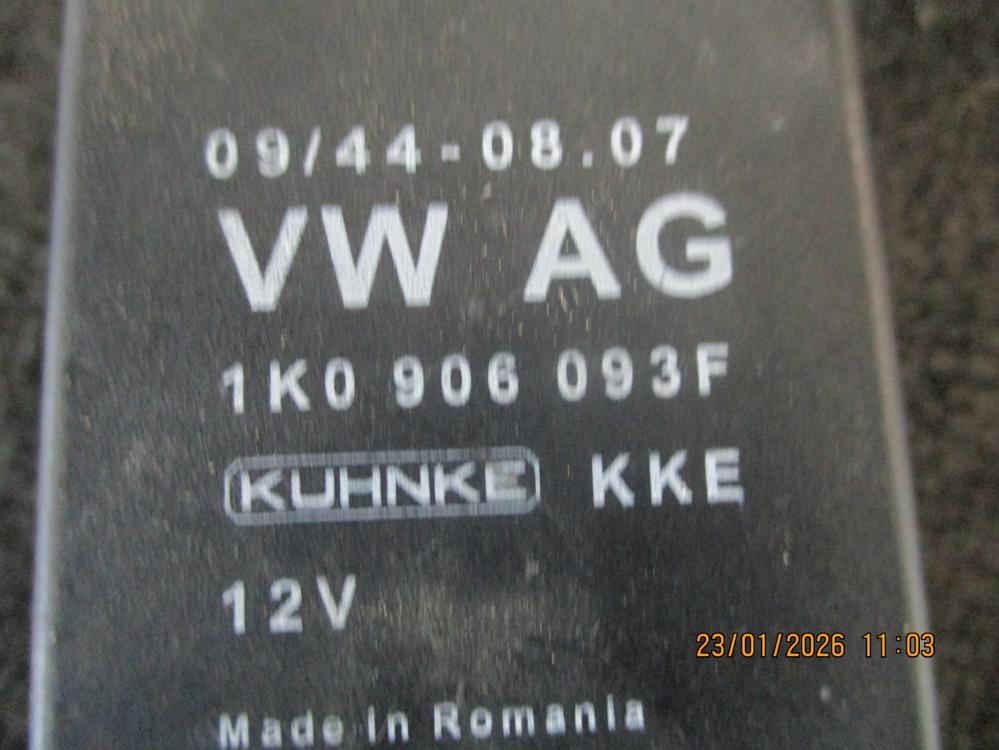 09/44-08.07
VW AG
1K0 906 093F
KUHNKE KKE
12V
23/01/2026 11:03
Made in Romania